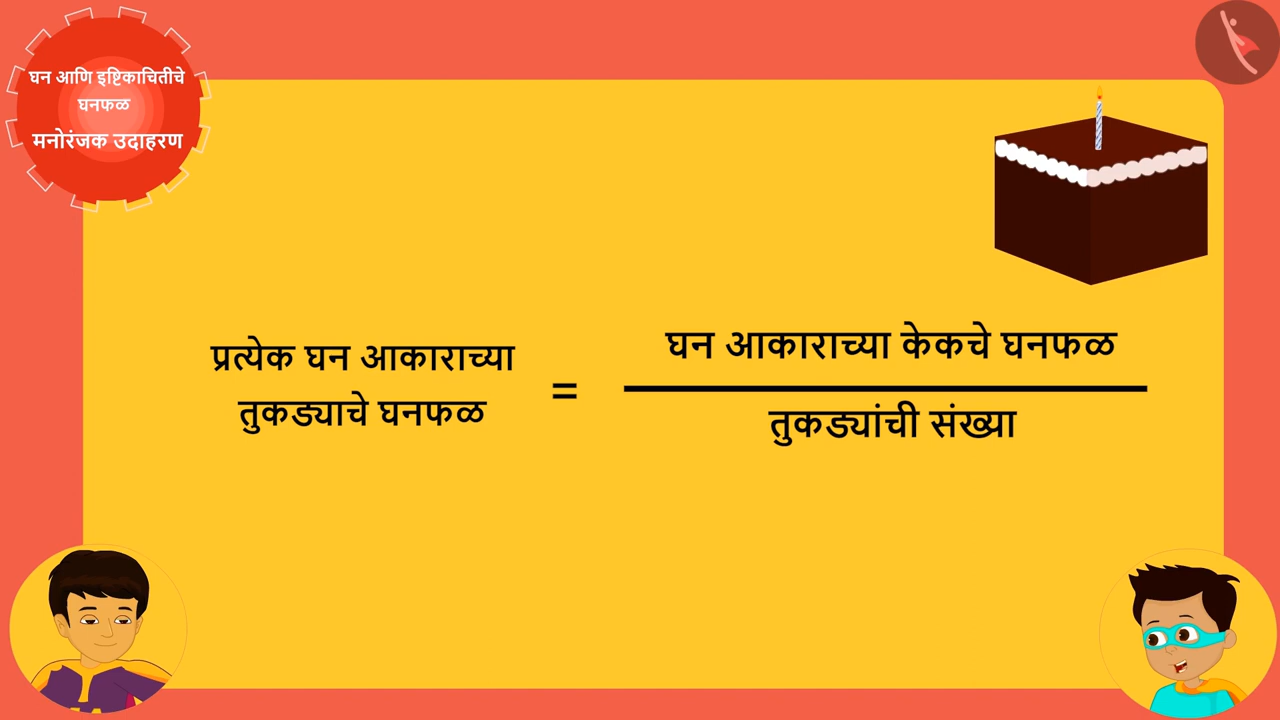 घन आणि इष्टिकाचितीचे
घनफळ
मनोरंजक उदाहरण
प्रत्येक घन आकाराच्या
तुकड्याचे घनफळ
=
घन आकाराच्या केकचे घनफळ
तुकड्यांची संख्या